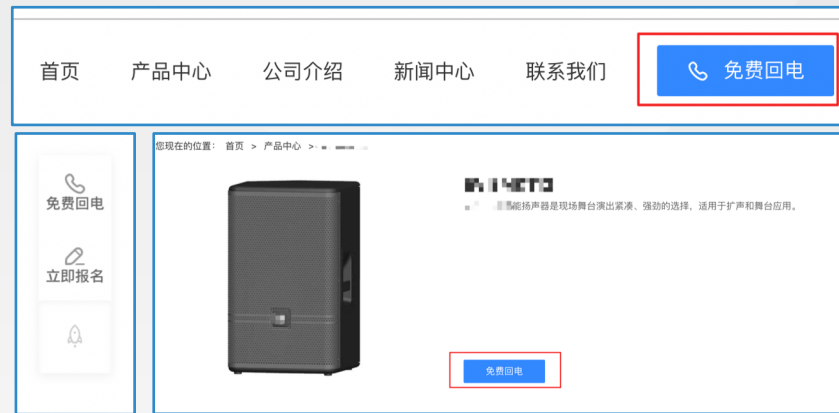 首页 产品中心 公司介绍 新闻中心 联系我们 免费回电
免费回电
立即报名
您现在的位置： 首页 > 产品中心 >
能扬声器是现场舞台演出紧凑、强劲的选择，适用于扩声和舞台应用。
免费回电